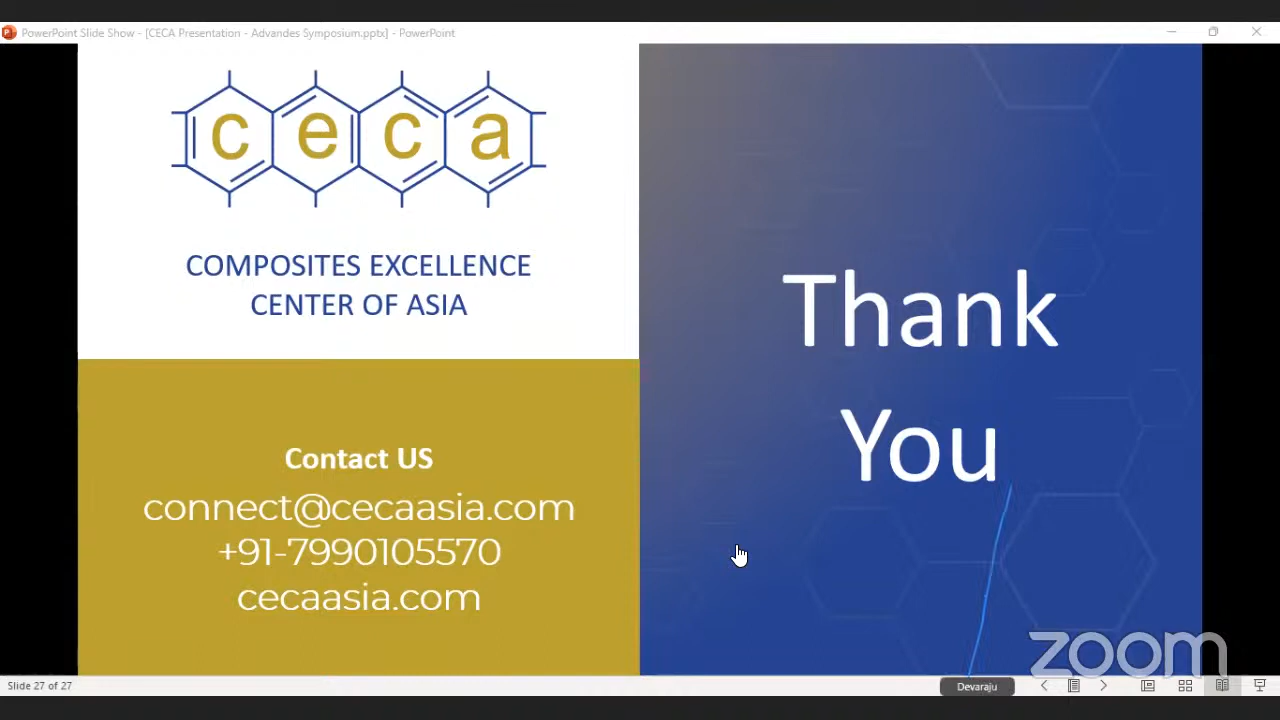 PowerPoint Slide Show - [CECA Presentation - Advandes Symposium.pptx] - PowerPoint
ceca
COMPOSITES EXCELLENCE
CENTER OF ASIA
Contact US
connect@cecaasia.com
+91-7990105570
cecaasia.com
Thank
You
zoom
Slide 27 of 27
Devaraju